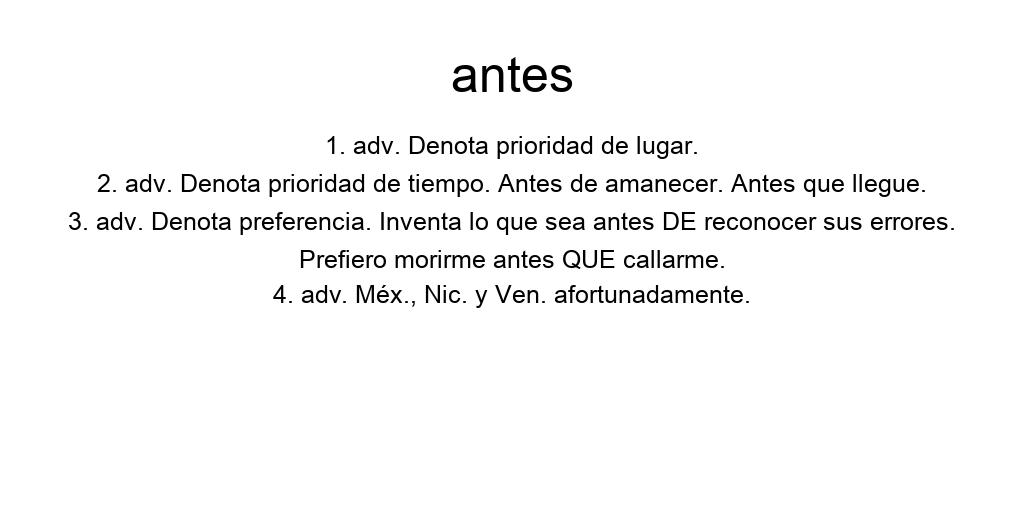 antes
1. adv. Denota prioridad de lugar.
2. adv. Denota prioridad de tiempo. Antes de amanecer. Antes que llegue.
3. adv. Denota preferencia. Inventa lo que sea antes DE reconocer sus errores.
Prefiero morirme antes QUE callarme.
4. adv. Méx., Nic. y Ven. afortunadamente.